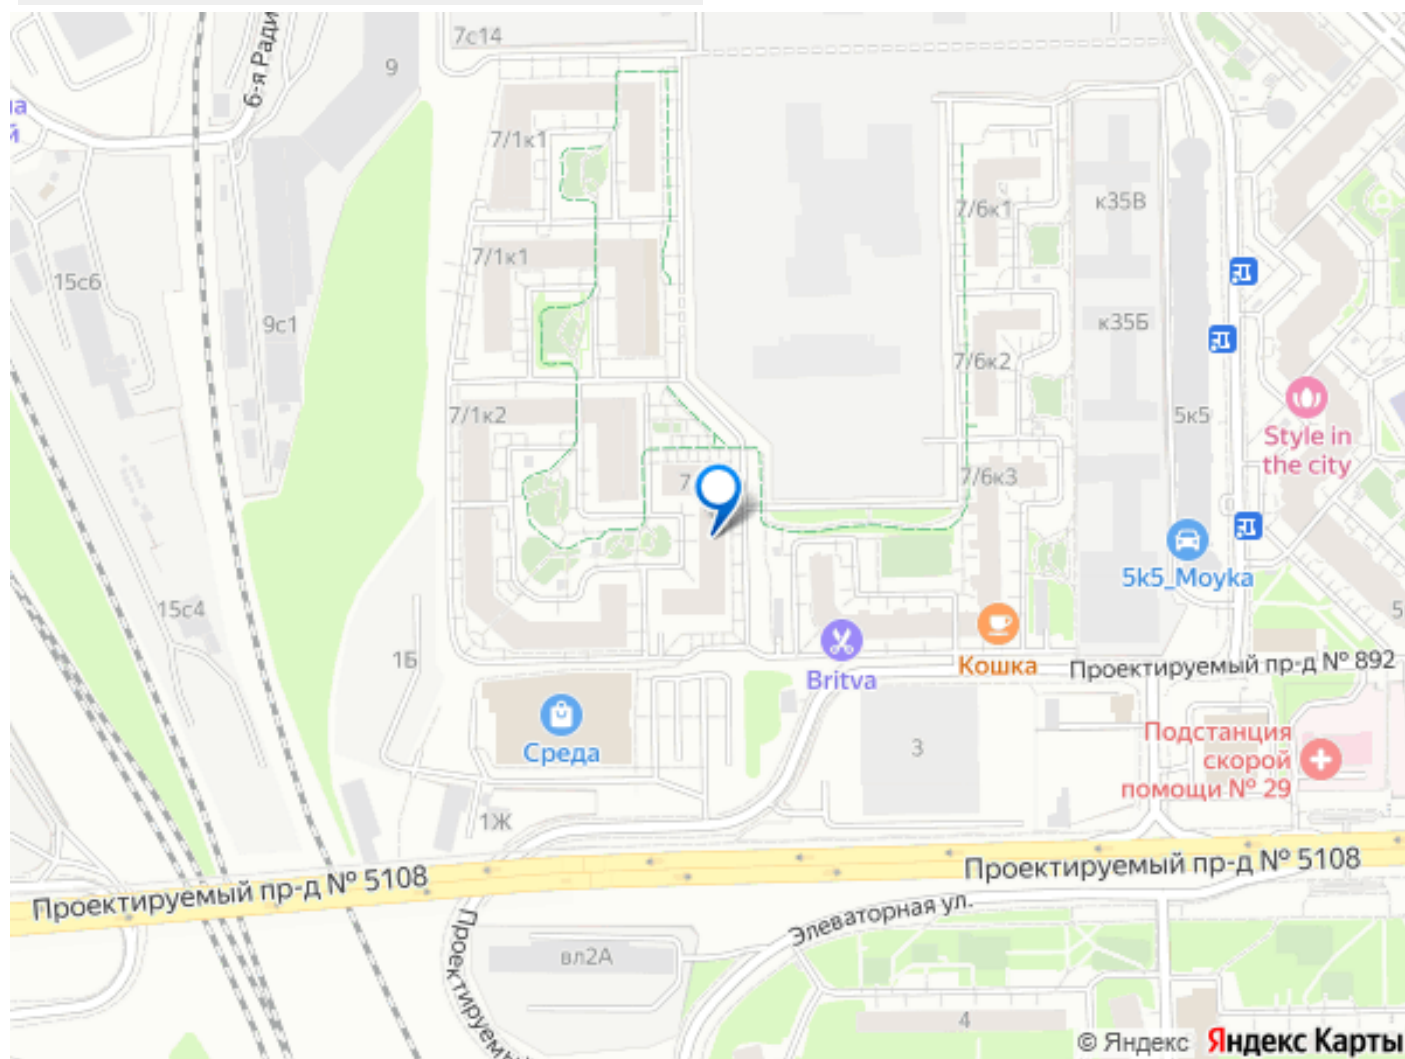 7с14
9
6-я Ради
ла
й
7/1к1
7/6к1
к35В
7/1к1
15с6
9с1
к35Б
7/6к2
7/1к2
5к5
Style in
the city
7
7/6к3
5k5_Moyka
15с4
5
1Б
Britva
Кошка
Проектируемый пр-д № 892
Среда
3
Подстанция
скорой
помощи № 29
1Ж
Проектируемый пр-д № 5108
Проектируемый пр-д № 5108
Элеваторная ул.
Проектируемый
вл2А
4
© Яндекс Яндекс Карты